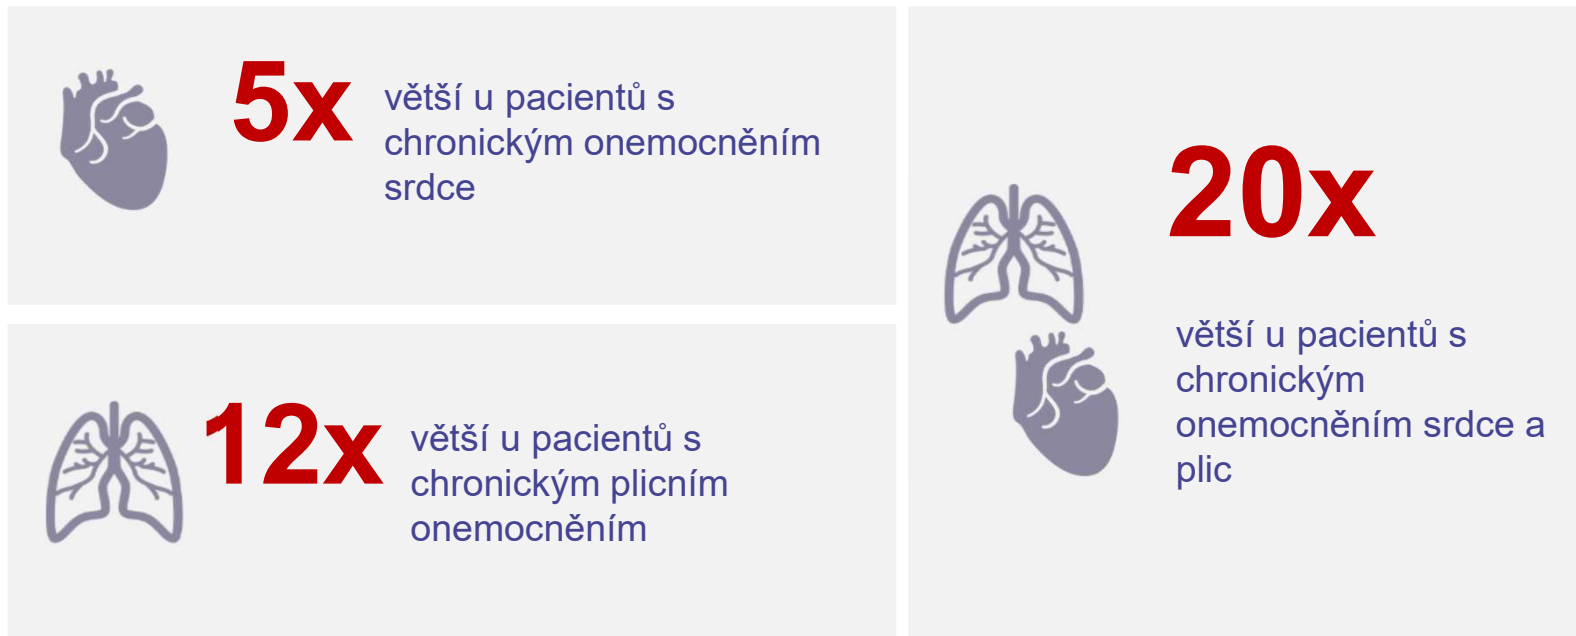 5x
větší u pacientů s
chronickým onemocněním
srdce
12x
větší u pacientů s
chronickým plicním
onemocněním
20x
větší u pacientů s
chronickým
onemocněním srdce a
plic